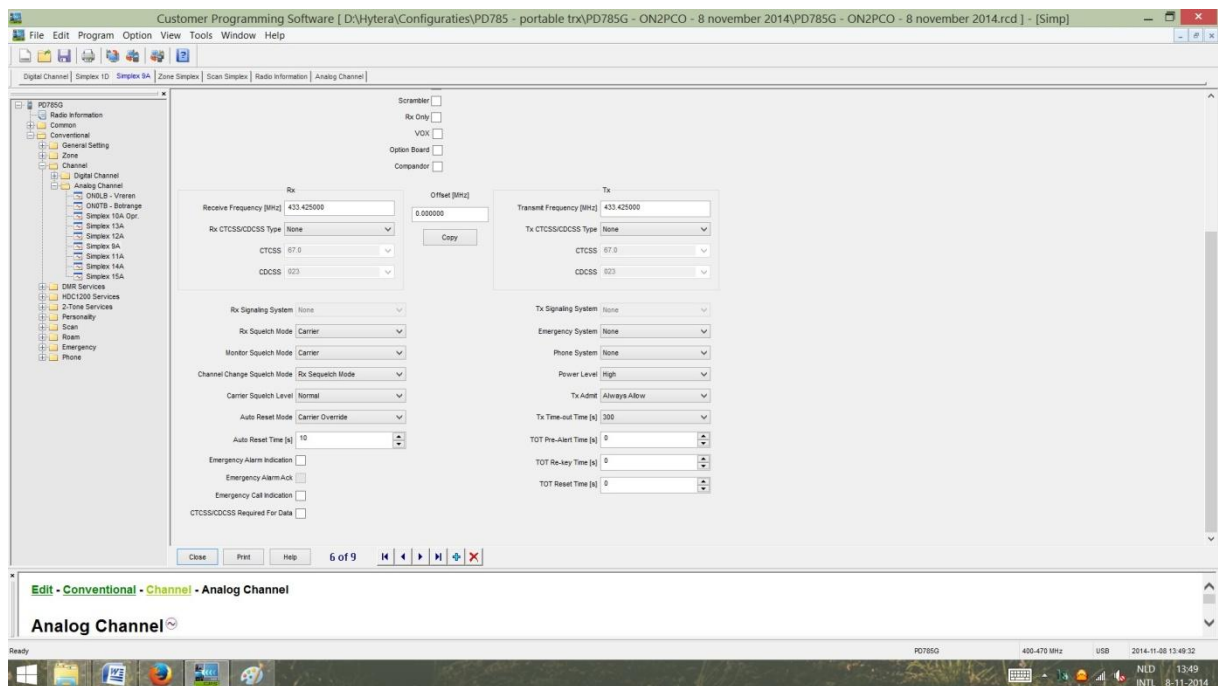 Customer Programming Software [ D:\Hytera\Configuraties\PD785 - portable trx\PD785G - ON2PCO - 8 november 2014\PD785G - ON2PCO - 8 november 2014.rcd ] - [Simp]
File Edit Program Option View Tools Window Help
Digital Channel Simplex 1D Simplex 9A Zone Simplex Scan Simplex Radio Information Analog Channel
PD785G
Radio Information
Common
Conventional
General Setting
Zone
Channel
Digital Channel
Analog Channel
ON0LB - Vreren
ON0TB - Botrange
Simplex 10A Opr.
Simplex 13A
Simplex 12A
Simplex 9A
Simplex 11A
Simplex 14A
Simplex 15A
DMR Services
HDC1200 Services
2-Tone Services
Personality
Scan
Roam
Emergency
Phone
Scrambler
Rx Only
VOX
Option Board
Compandor
Rx
Receive Frequency [MHz] 433.425000
Rx CTCSS/CDCSS Type None
CTCSS 67.0
CDCSS 023
Offset [MHz]
0.000000
Copy
Tx
Transmit Frequency [MHz] 433.425000
Tx CTCSS/CDCSS Type None
CTCSS 67.0
CDCSS 023
Rx Signaling System None
Rx Squelch Mode Carrier
Monitor Squelch Mode Carrier
Channel Change Squelch Mode Rx Sequelch Mode
Carrier Squelch Level Normal
Auto Reset Mode Carrier Override
Auto Reset Time [s] 10
Emergency Alarm Indication
Emergency Alarm Ack
Emergency Call Indication
CTCSS/CDCSS Required For Data
Tx Signaling System None
Emergency System None
Phone System None
Power Level High
Tx Admit Always Allow
Tx Time-out Time [s] 300
TOT Pre-Alert Time [s] 0
TOT Re-key Time [s] 0
TOT Reset Time [s] 0
Close Print Help 6 of 9
Edit - Conventional - Channel - Analog Channel
Analog Channel
Ready PD785G 400-470 MHz USB 2014-11-08 13:49:32
NLD 13:49
INTL 8-11-2014